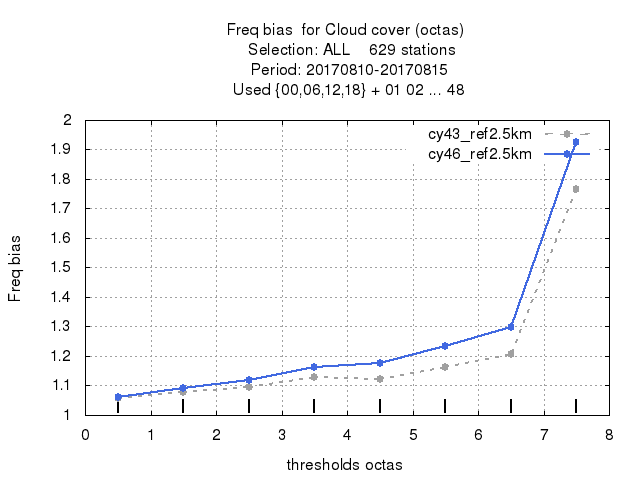 Freq bias  for Cloud cover (octas)
Selection: ALL    629 stations
Period: 20170810-20170815
Used {00,06,12,18} + 01 02 ... 48
cy43_ref2.5km
cy46_ref2.5km
Freq bias
2
1.9
1.8
1.7
1.6
1.5
1.4
1.3
1.2
1.1
1
0 1 2 3 4 5 6 7 8
thresholds octas